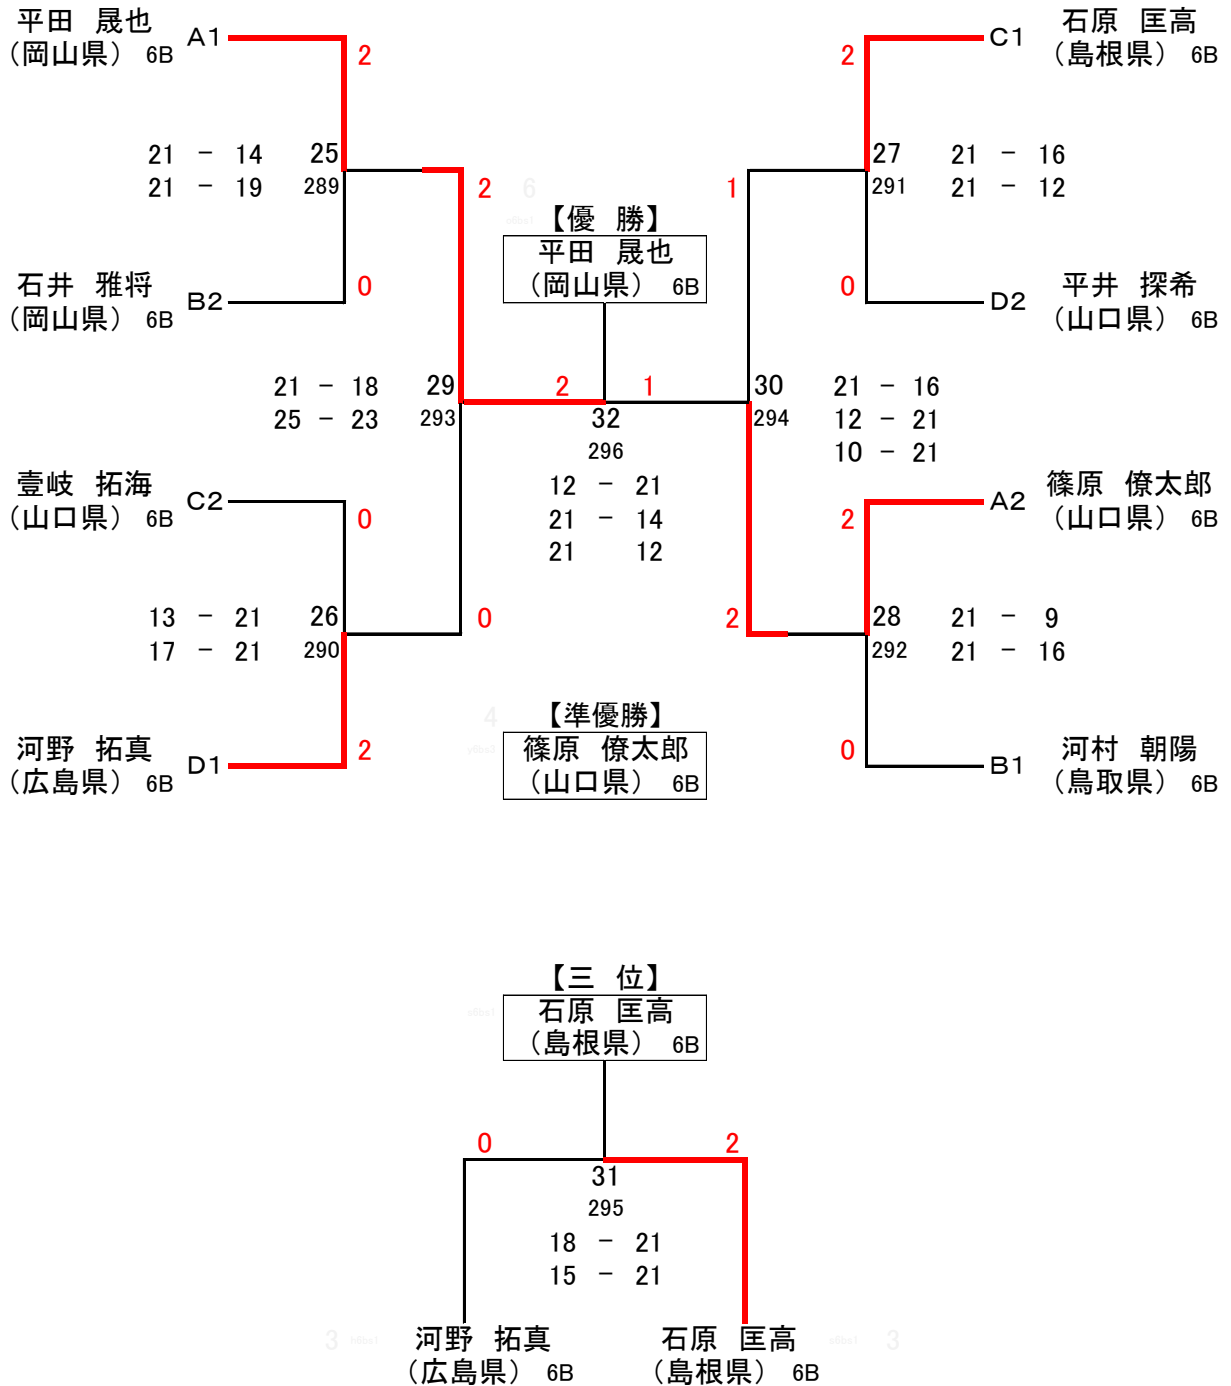 平田 晟也
（岡山県） 6B
A1
2
21 － 14
21 － 19
25
289
石井 雅将
（岡山県） 6B
B2
0
2
6
【優 勝】
平田 晟也
（岡山県） 6B
石原 匡高
（島根県） 6B
C1
2
27
291
21 － 16
21 － 12
1
0
D2
平井 探希
（山口県） 6B
21 － 18
25 － 23
29
293
2
1
32
296
12 － 21
21 － 14
21 12
30
294
21 － 16
12 － 21
10 － 21
壹岐 拓海
（山口県） 6B
C2
0
13 － 21
17 － 21
26
290
0
河野 拓真
（広島県） 6B
D1
2
篠原 僚太郎
（山口県） 6B
A2
2
2
28
292
21 － 9
21 － 16
0
B1
河村 朝陽
（鳥取県） 6B
4
【準優勝】
篠原 僚太郎
（山口県） 6B
【三 位】
s6bs1
石原 匡高
（島根県） 6B
0
2
31
295
18 － 21
15 － 21
3
河野 拓真
（広島県） 6B
石原 匡高
（島根県） 6B
s6bs1
3